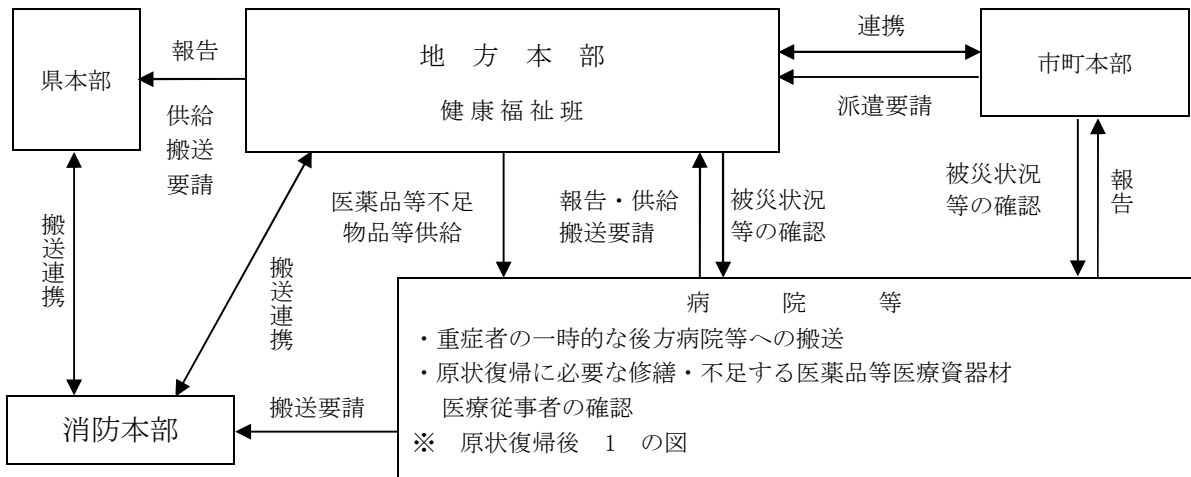 県本部
報告
供給
搬送
要請
地　方　本　部
健康福祉班
連携
派遣要請
市町本部
搬送連携
搬送連携
医薬品等不足
物品等供給
報告・供給
搬送要請
被災状況
等の確認
被災状況
等の確認
報告
消防本部
搬送要請
病　　院　　等
・重症者の一時的な後方病院等への搬送
・原状復帰に必要な修繕・不足する医薬品等医療資器材
医療従事者の確認
※　原状復帰後　1　の図